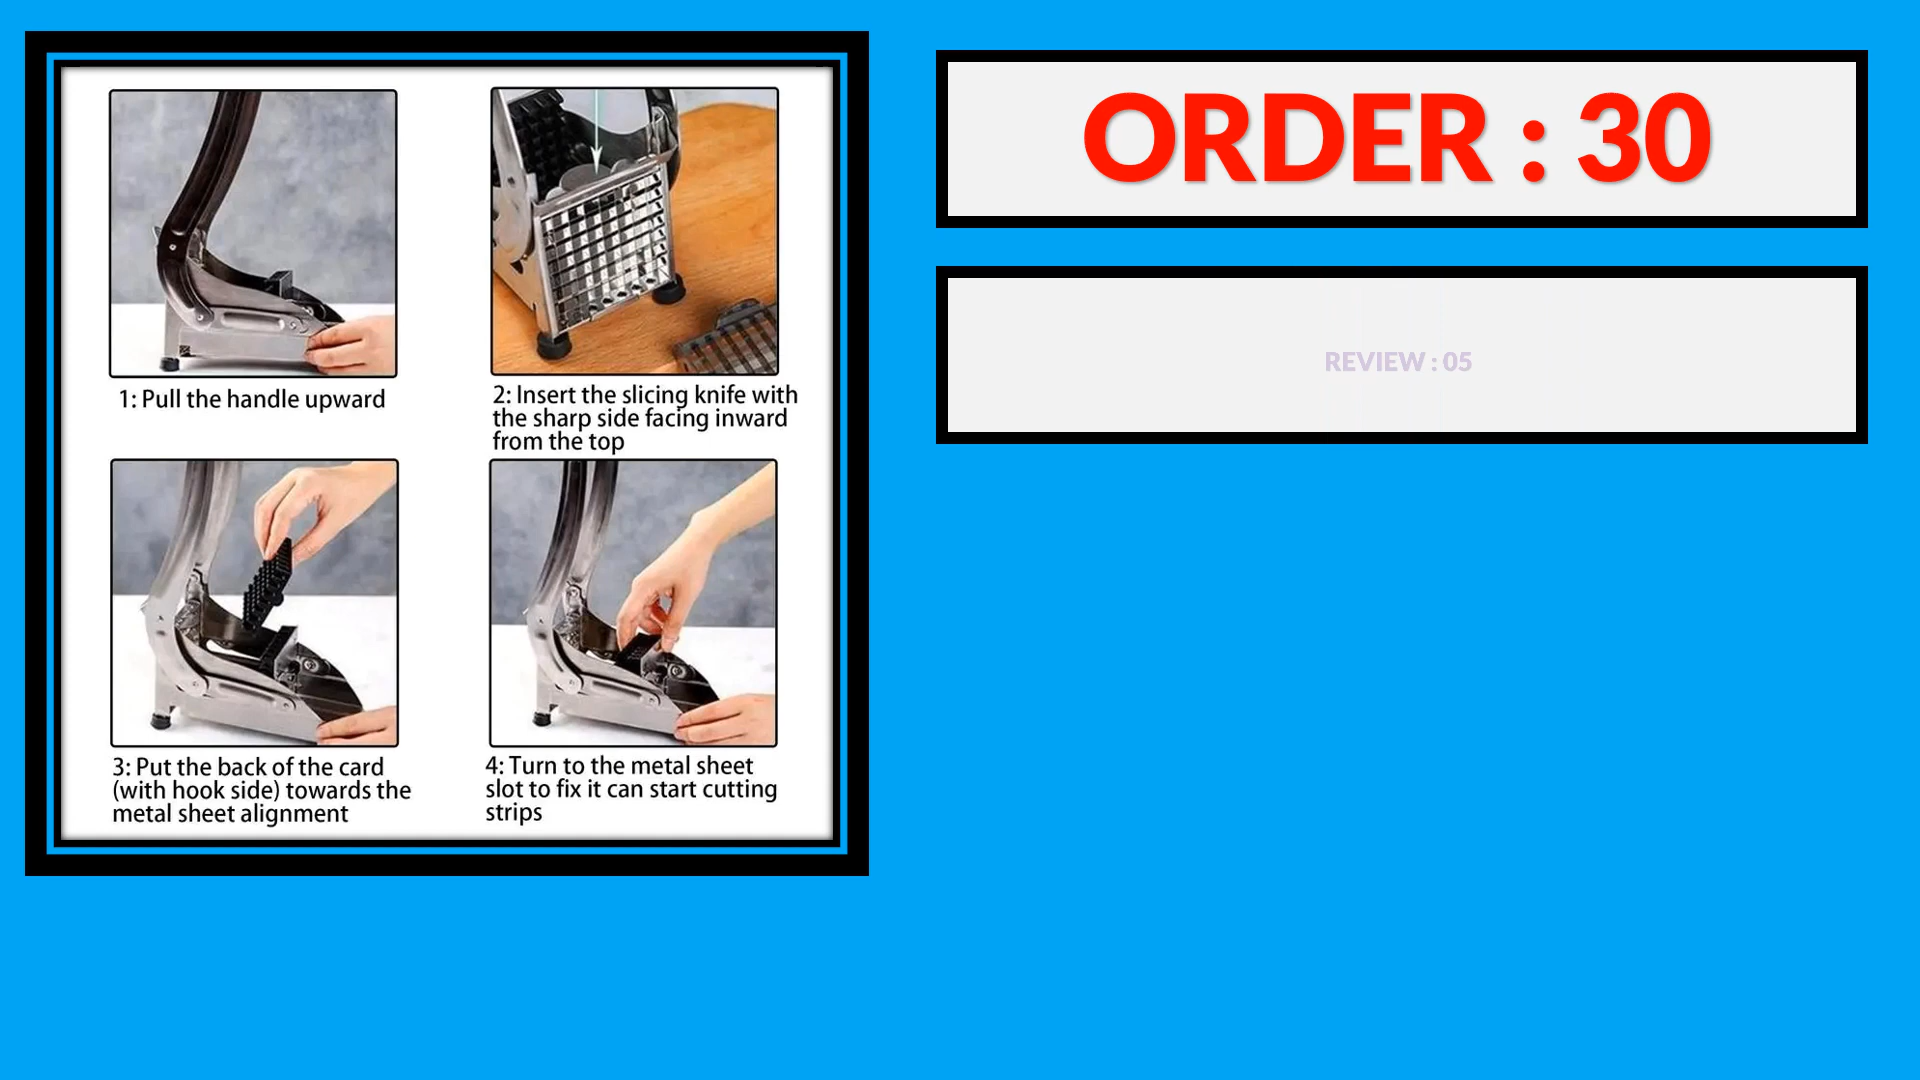 ORDER : 30
REVIEW : 05
1: Pull the handle upward
2: Insert the slicing knife with
the sharp side facing inward
from the top
3: Put the back of the card
(with hook side) towards the
metal sheet alignment
4: Turn to the metal sheet
slot to fix it can start cutting
strips